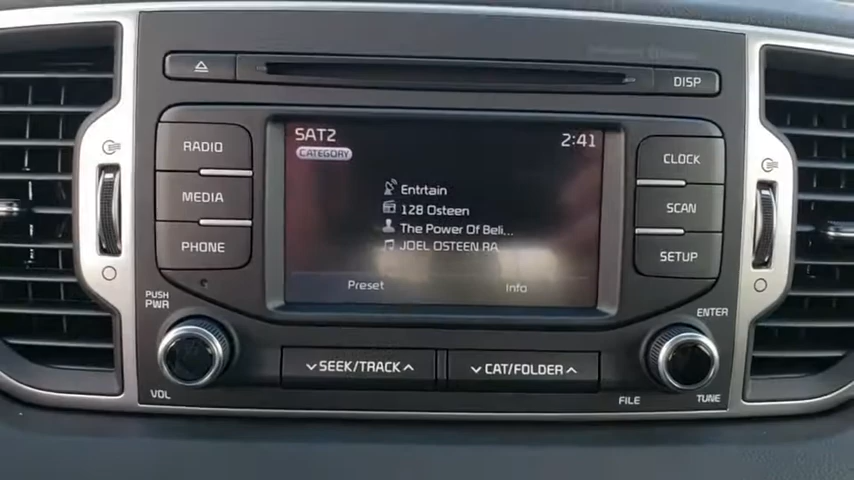 DISP
RADIO
MEDIA
PHONE
SAT2
2:41
CATEGORY
Entrtain
128 Osteen
The Power Of Beli...
JOEL OSTEEN RA
Preset
Info
CLOCK
SCAN
SETUP
PUSH
PWR
VOL
SEEK/TRACK
CAT/FOLDER
ENTER
FILE
TUNE